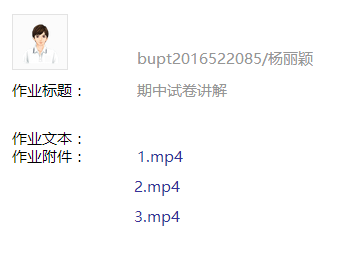 bupt2016522085/杨丽颖
作业标题： 期中试卷讲解
作业文本：
作业附件： 1.mp4
2.mp4
3.mp4